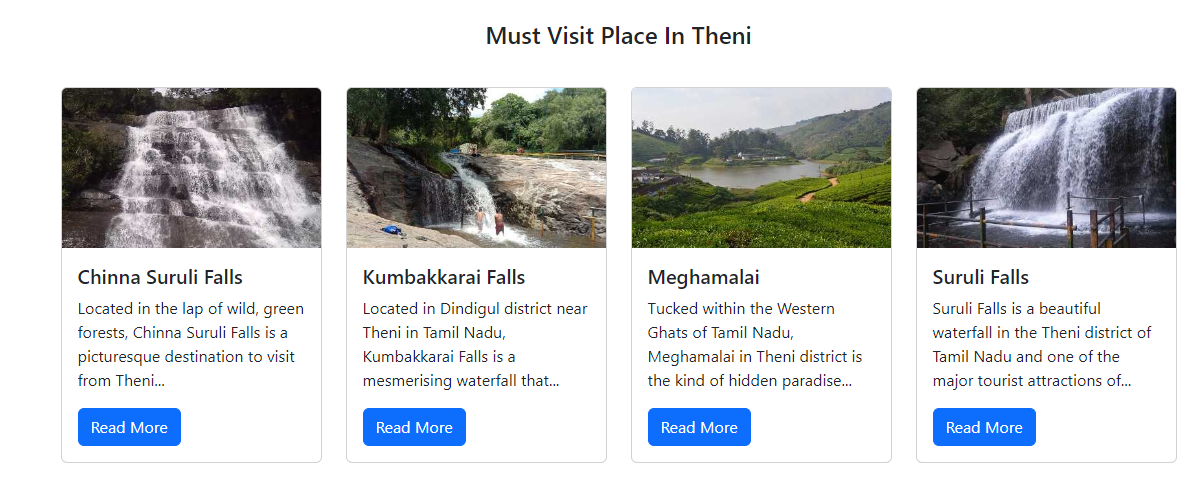 Must Visit Place In Theni
Chinna Suruli Falls
Located in the lap of wild, green
forests, Chinna Suruli Falls is a
picturesque destination to visit
from Theni...
Read More
Kumbakkarai Falls
Located in Dindigul district near
Theni in Tamil Nadu,
Kumbakkarai Falls is a
mesmerising waterfall that...
Read More
Meghamalai
Tucked within the Western
Ghats of Tamil Nadu,
Meghamalai in Theni district is
the kind of hidden paradise...
Read More
Suruli Falls
Suruli Falls is a beautiful
waterfall in the Theni district of
Tamil Nadu and one of the
major tourist attractions of...
Read More